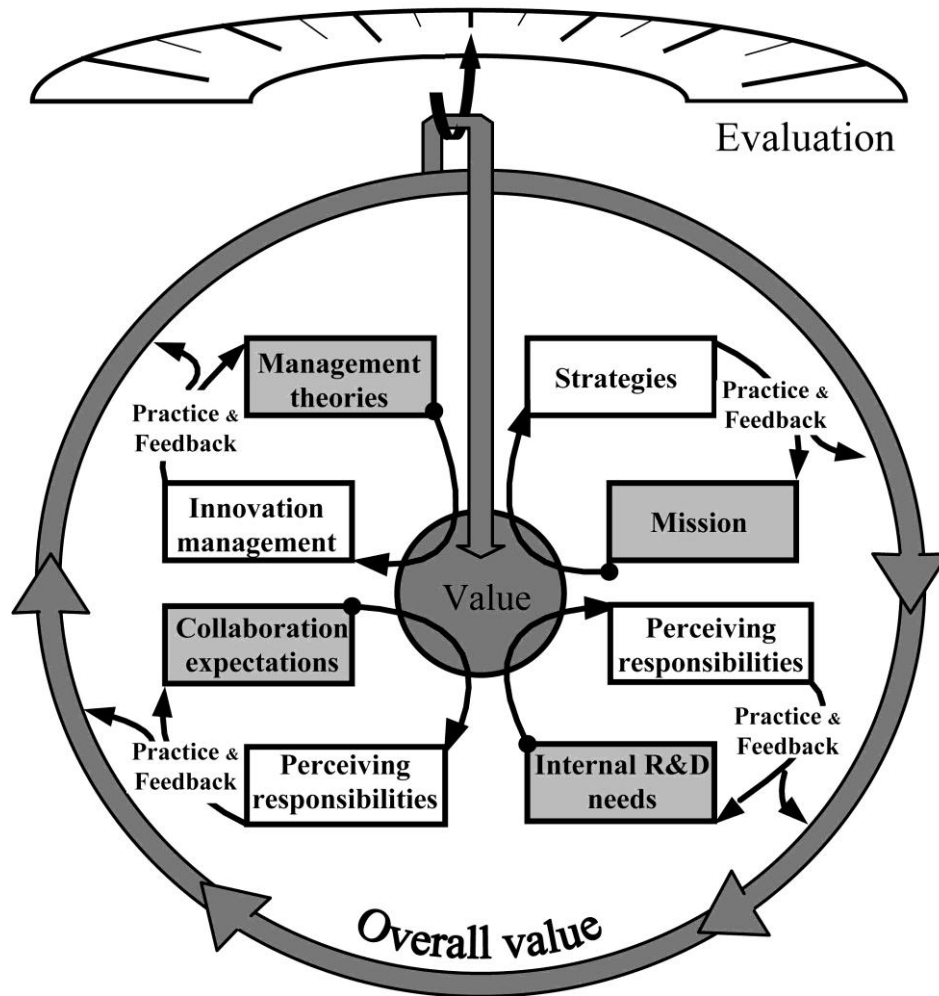 Evaluation
Management
theories
Strategies
Practice &
Feedback
Practice &
Feedback
Innovation
management
Mission
Value
Collaboration
expectations
Perceiving
responsibilities
Practice &
Feedback
Practice &
Feedback
Perceiving
responsibilities
Internal R&D
needs
Overall value